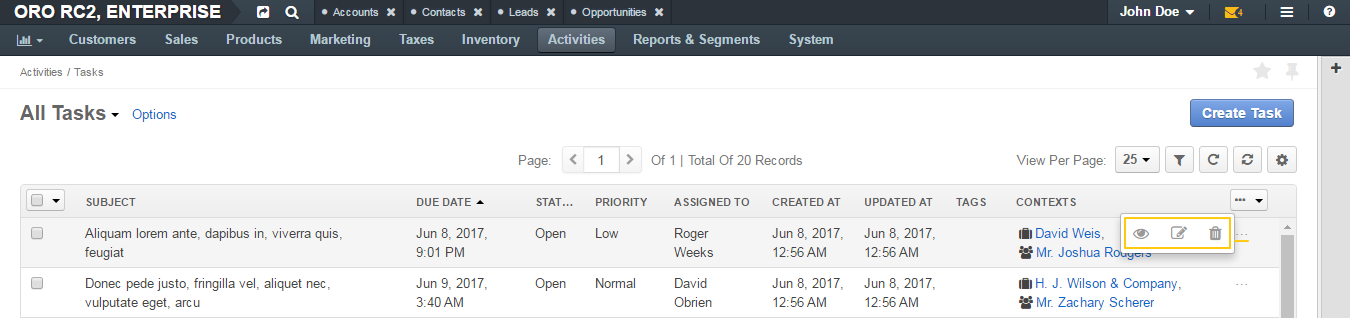 ORO RC2, ENTERPRISE
• Accounts ✖ • Contacts ✖ • Leads ✖ • Opportunities ✖
John Doe 4
Customers Sales Products Marketing Taxes Inventory Activities Reports & Segments System
Activities / Tasks
All Tasks Options Create Task
Page: 1 Of 1 | Total Of 20 Records View Per Page: 25
SUBJECT DUE DATE STAT... PRIORITY ASSIGNED TO CREATED AT UPDATED AT TAGS CONTEXTS ...
Aliquam lorem ante, dapibus in, viverra quis, Jun 8, 2017, Open Low Roger Jun 8, 2017, Jun 8, 2017, David Weis, ...
feugiat 9:01 PM Weeks 12:56 AM 12:56 AM Mr. Joshua Rodgers
Donec pede justo, fringilla vel, aliquet nec, Jun 9, 2017, Open Normal David Jun 8, 2017, Jun 8, 2017, H. J. Wilson & Company, ...
vulputate eget, arcu 3:40 AM Obrien 12:56 AM 12:56 AM Mr. Zachary Scherer